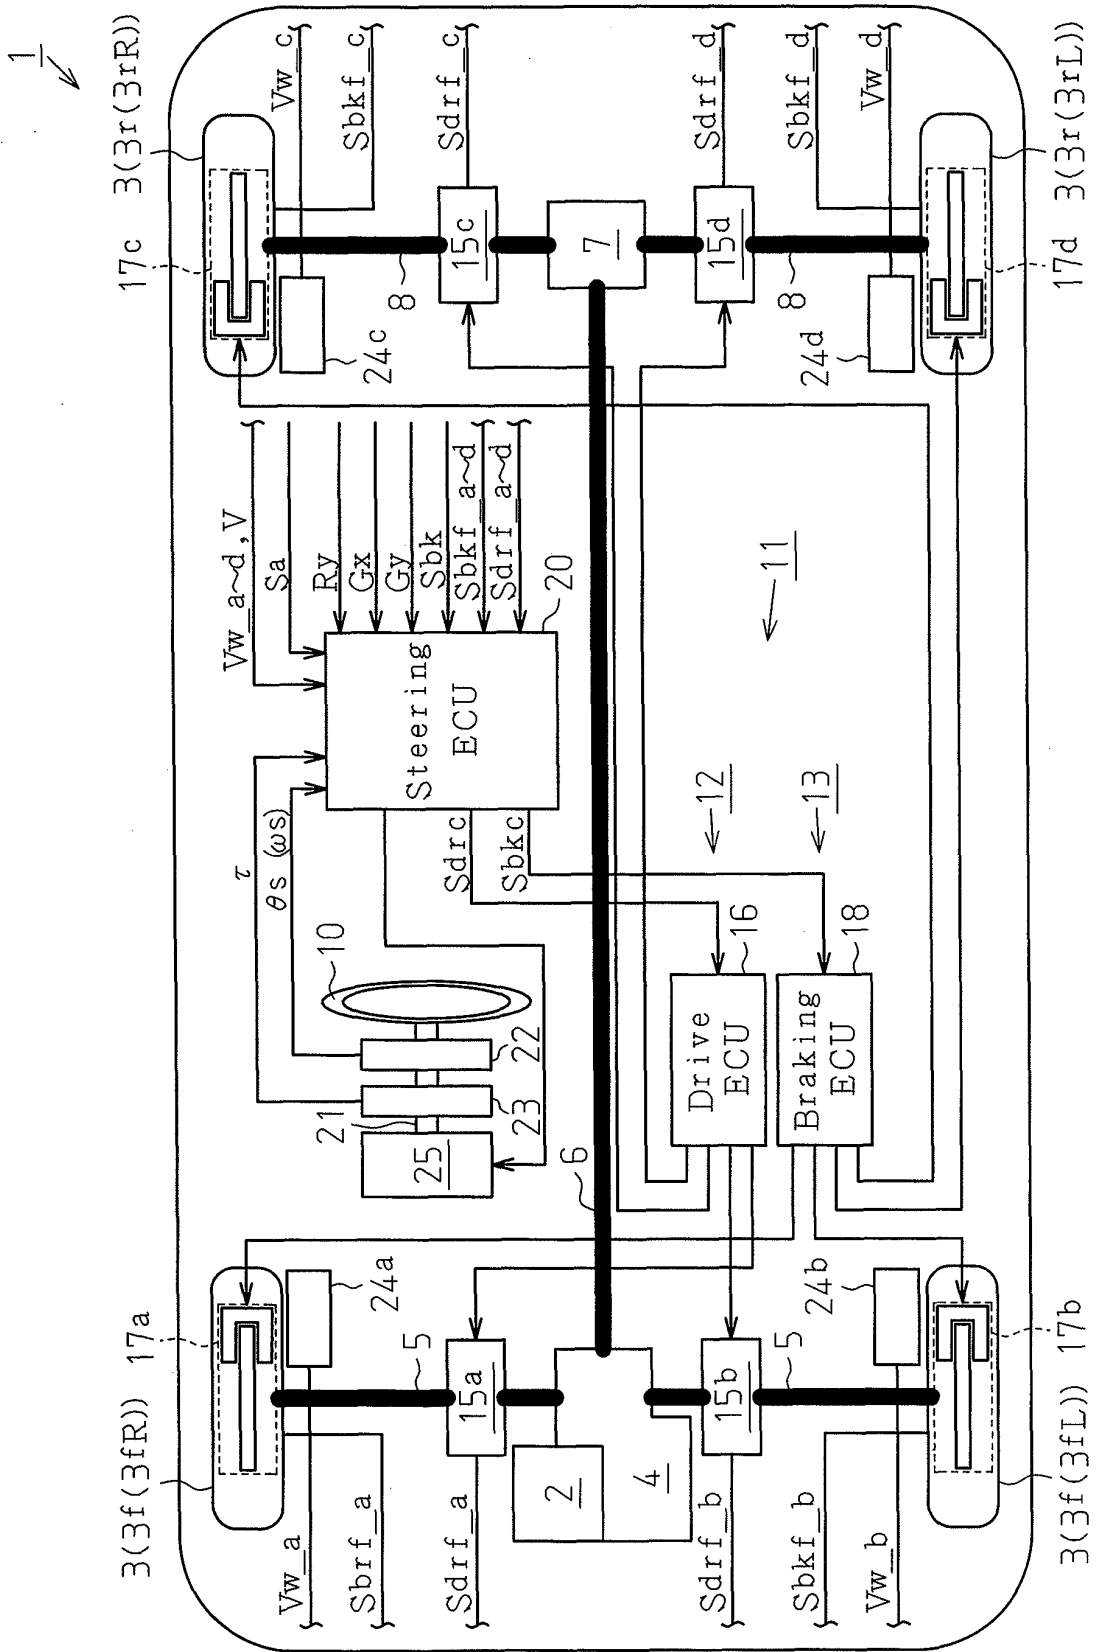 1
3(3r(3rR))
3(3r(3rL))
17c
17d
Vw_c
Sbkf_c
Sdrf_c
Sdrf_d
Sbkf_d
Vw_d
8
15c
7
15d
8
24c
24d
Vw_a~d,V
Sa
Ry
Gx
Gy
Sbk
Sbkf_a~d
Sdrf_a~d
20
11
Steering
ECU
τ
θs (ωs)
Sdrc
Sbkc
12
13
10
22
23
21
25
16
18
Drive
ECU
Braking
ECU
6
24a
24b
17a
17b
5
15a
15b
5
2
4
3(3f(3fR))
3(3f(3fL))
Vw_a
Sbrf_a
Sdrf_a
Sdrf_b
Sbkf_b
Vw_b